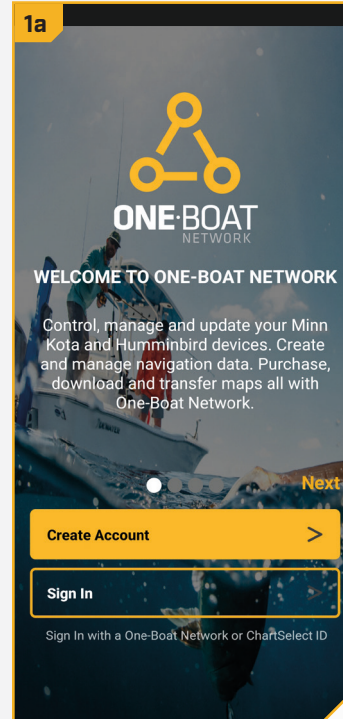 1a
ONE·BOAT
NETWORK
WELCOME TO ONE-BOAT NETWORK
Control, manage and update your Minn
Kota and Humminbird devices. Create
and manage navigation data. Purchase,
download and transfer maps all with
One-Boat Network.
Next
Create Account >
Sign In >
Sign In with a One-Boat Network or ChartSelect ID